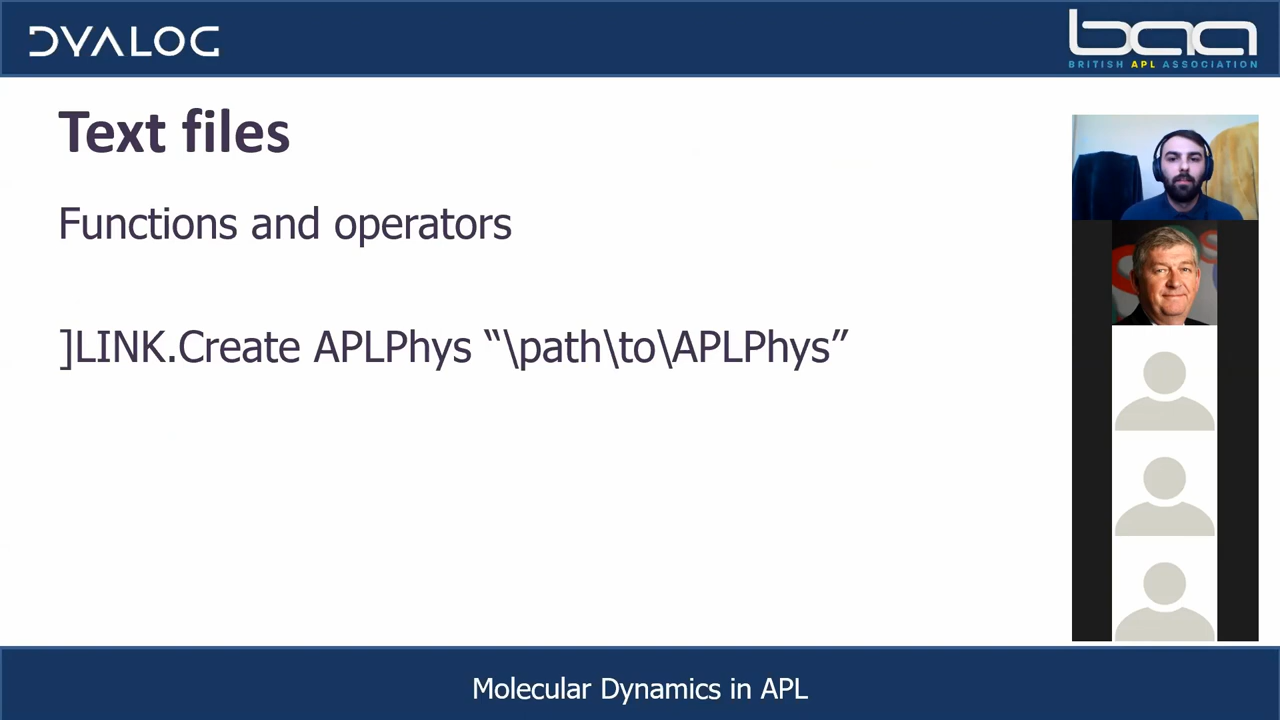 DYALOG
baa
BRITISH APL ASSOCIATION
Text files
Functions and operators
]LINK.Create APLPhys “\path\to\APLPhys”
Molecular Dynamics in APL